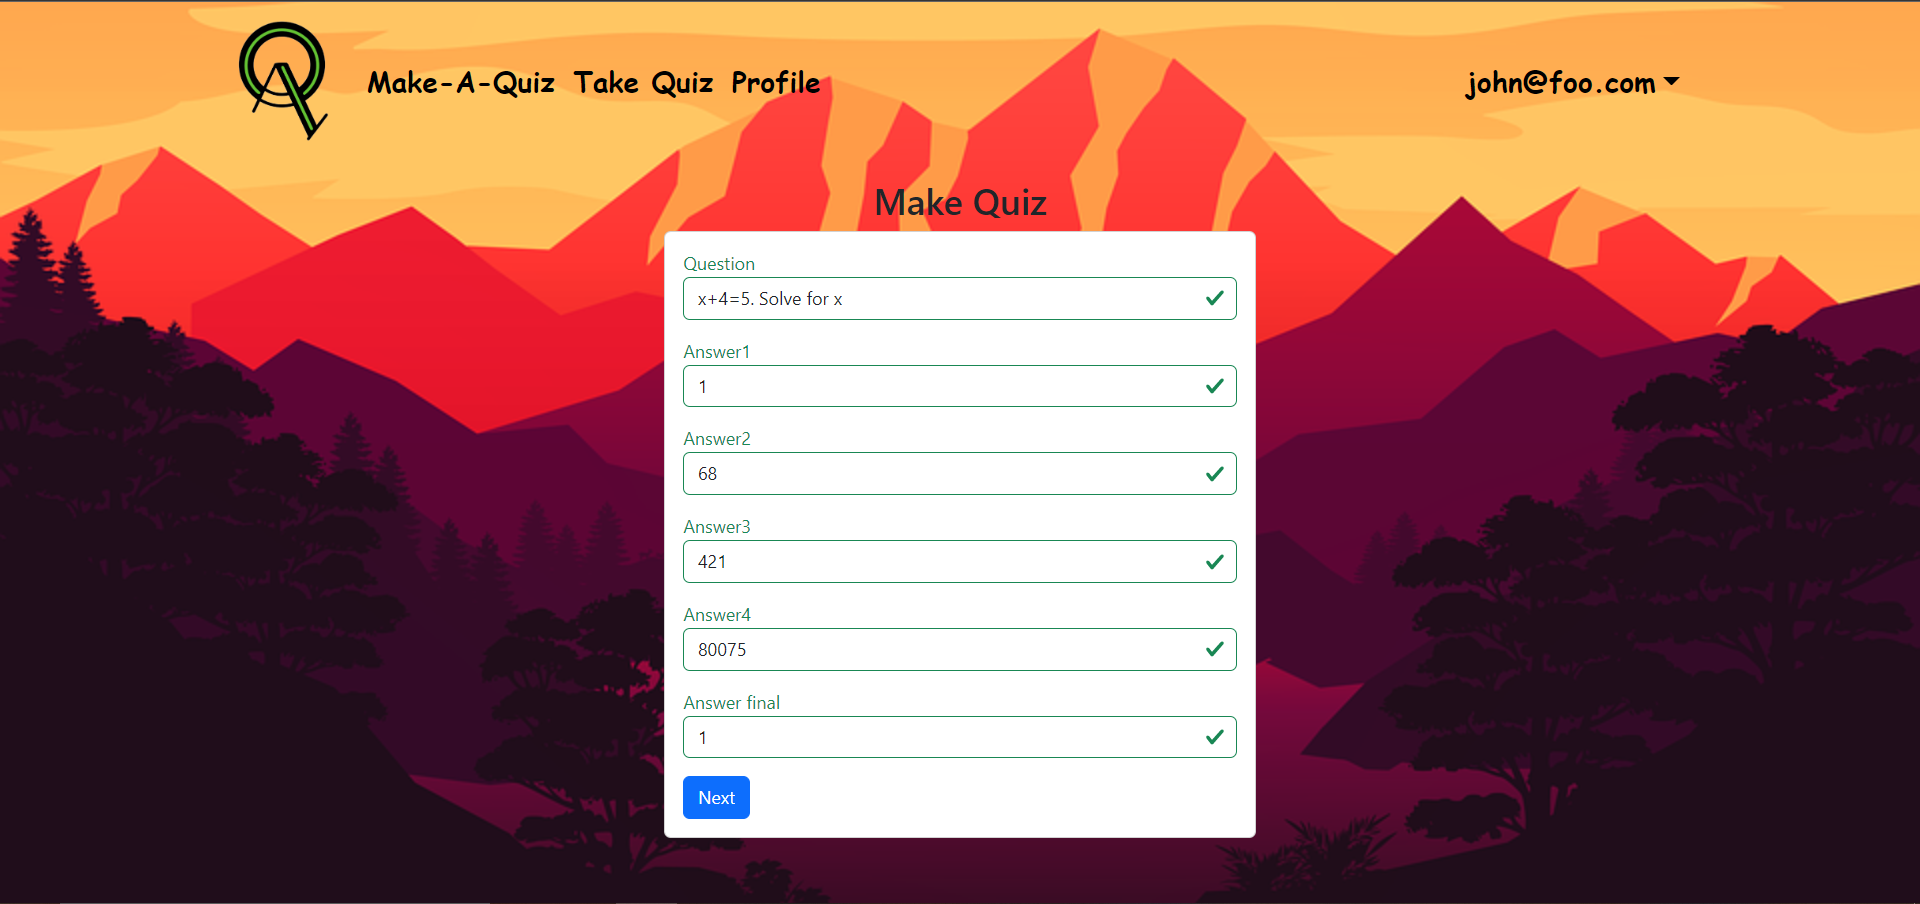 Make-A-Quiz Take Quiz Profile john@foo.com
Make Quiz
Question
x+4=5. Solve for x
Answer1
1
Answer2
68
Answer3
421
Answer4
80075
Answer final
1
Next